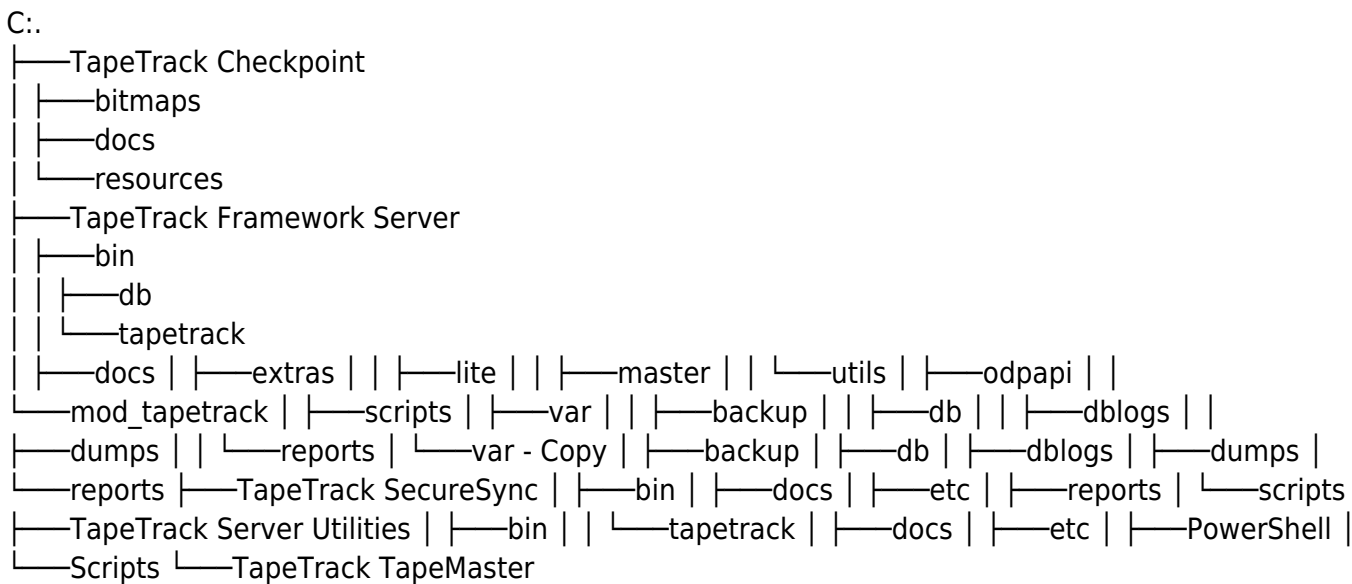 C:.
├───TapeTrack Checkpoint
│ ├───bitmaps
│ ├───docs
│ └───resources
├───TapeTrack Framework Server
│ ├───bin
│ │ ├───db
│ │ └───tapetrack
│ ├───docs │ ├───extras │ │ ├───lite │ │ ├───master │ │ └───utils │ ├───odpapi │ │
└───mod_tapetrack │ ├───scripts │ ├───var │ │ ├───backup │ │ ├───db │ │ ├───dblogs │ │
├───dumps │ │ └───reports │ └───var - Copy │ ├───backup │ ├───db │ ├───dblogs │ ├───dumps │
└───reports ├───TapeTrack SecureSync │ ├───bin │ ├───docs │ ├───etc │ ├───reports │ └───scripts
├───TapeTrack Server Utilities │ ├───bin │ │ └───tapetrack │ ├───docs │ ├───etc │ ├───PowerShell │
└───Scripts └───TapeTrack TapeMaster